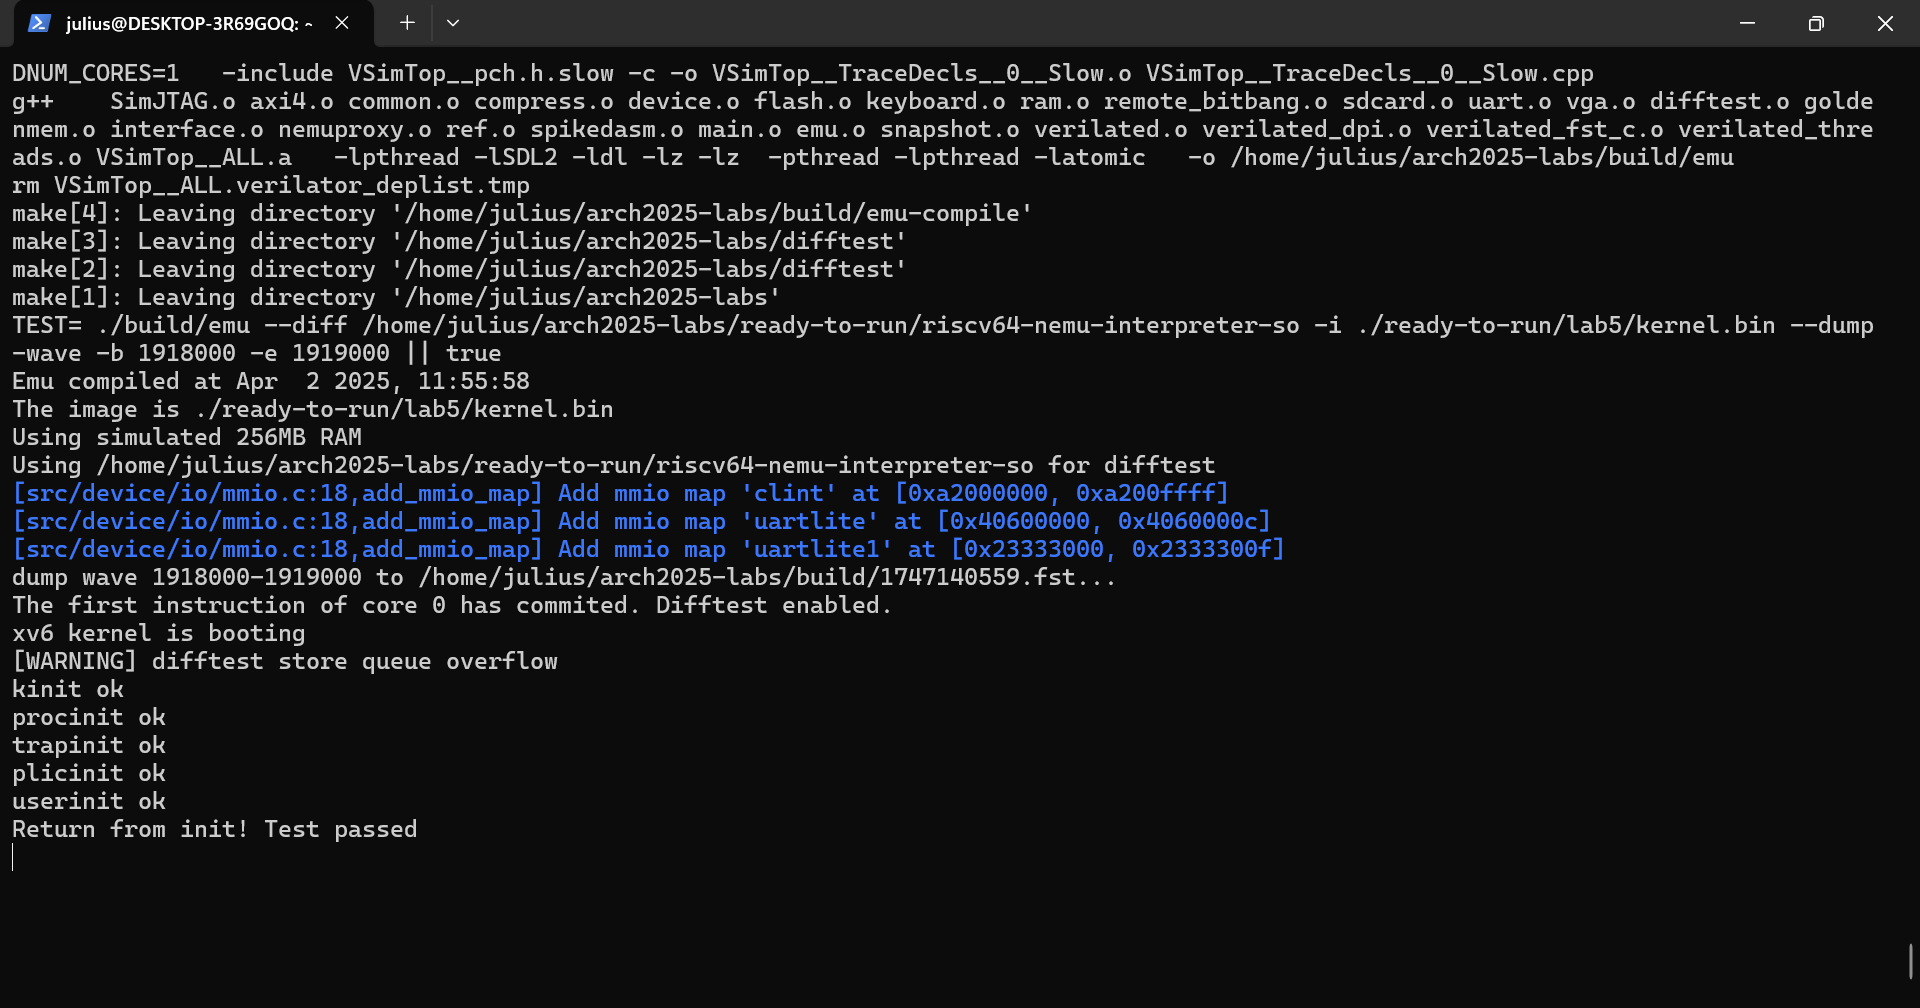 julius@DESKTOP-3R69GOQ: ~
DNUM_CORES=1   -include VSimTop__pch.h.slow -c -o VSimTop__TraceDecls__0__Slow.o VSimTop__TraceDecls__0__Slow.cpp
g++    SimJTAG.o axi4.o common.o compress.o device.o flash.o keyboard.o ram.o remote_bitbang.o sdcard.o uart.o vga.o difftest.o golde
nmem.o interface.o nemuproxy.o ref.o spikedasm.o main.o emu.o snapshot.o verilated.o verilated_dpi.o verilated_fst_c.o verilated_thre
ads.o VSimTop__ALL.a   -lpthread -lSDL2 -ldl -lz -lz  -pthread -lpthread -latomic   -o /home/julius/arch2025-labs/build/emu
rm VSimTop__ALL.verilator_deplist.tmp
make[4]: Leaving directory '/home/julius/arch2025-labs/build/emu-compile'
make[3]: Leaving directory '/home/julius/arch2025-labs/difftest'
make[2]: Leaving directory '/home/julius/arch2025-labs/difftest'
make[1]: Leaving directory '/home/julius/arch2025-labs'
TEST= ./build/emu --diff /home/julius/arch2025-labs/ready-to-run/riscv64-nemu-interpreter-so -i ./ready-to-run/lab5/kernel.bin --dump
-wave -b 1918000 -e 1919000 || true
Emu compiled at Apr  2 2025, 11:55:58
The image is ./ready-to-run/lab5/kernel.bin
Using simulated 256MB RAM
Using /home/julius/arch2025-labs/ready-to-run/riscv64-nemu-interpreter-so for difftest
[src/device/io/mmio.c:18,add_mmio_map] Add mmio map 'clint' at [0xa2000000, 0xa200ffff]
[src/device/io/mmio.c:18,add_mmio_map] Add mmio map 'uartlite' at [0x40600000, 0x4060000c]
[src/device/io/mmio.c:18,add_mmio_map] Add mmio map 'uartlite1' at [0x23333000, 0x2333300f]
dump wave 1918000-1919000 to /home/julius/arch2025-labs/build/1747140559.fst...
The first instruction of core 0 has commited. Difftest enabled.
xv6 kernel is booting
[WARNING] difftest store queue overflow
kinit ok
procinit ok
trapinit ok
plicinit ok
userinit ok
Return from init! Test passed